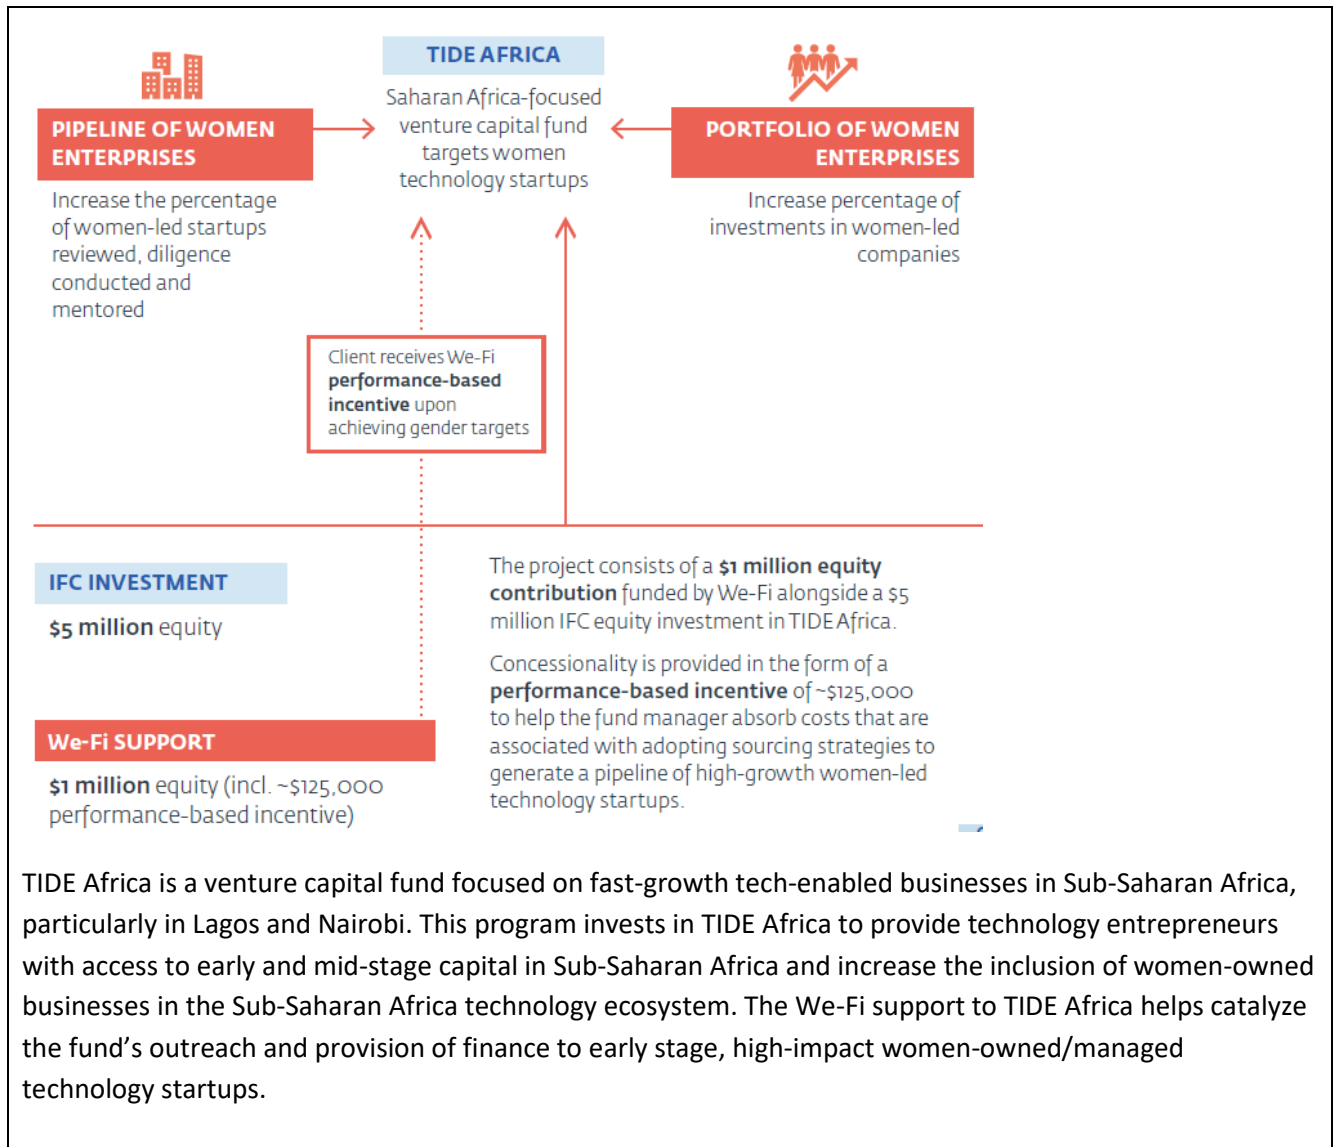 TIDE AFRICA
Saharan Africa-focused
venture capital fund
targets women
technology startups
PIPELINE OF WOMEN
ENTERPRISES
Increase the percentage
of women-led startups
reviewed, diligence
conducted and
mentored
PORTFOLIO OF WOMEN
ENTERPRISES
Increase percentage of
investments in women-led
companies
Client receives We-Fi
performance-based
incentive upon
achieving gender targets
IFC INVESTMENT
$5 million equity
We-Fi SUPPORT
$1 million equity (incl. ~$125,000
performance-based incentive)
The project consists of a $1 million equity
contribution funded by We-Fi alongside a $5
million IFC equity investment in TIDE Africa.
Concessionality is provided in the form of a
performance-based incentive of ~$125,000
to help the fund manager absorb costs that are
associated with adopting sourcing strategies to
generate a pipeline of high-growth women-led
technology startups.
TIDE Africa is a venture capital fund focused on fast-growth tech-enabled businesses in Sub-Saharan Africa,
particularly in Lagos and Nairobi. This program invests in TIDE Africa to provide technology entrepreneurs
with access to early and mid-stage capital in Sub-Saharan Africa and increase the inclusion of women-owned
businesses in the Sub-Saharan Africa technology ecosystem. The We-Fi support to TIDE Africa helps catalyze
the fund’s outreach and provision of finance to early stage, high-impact women-owned/managed
technology startups.